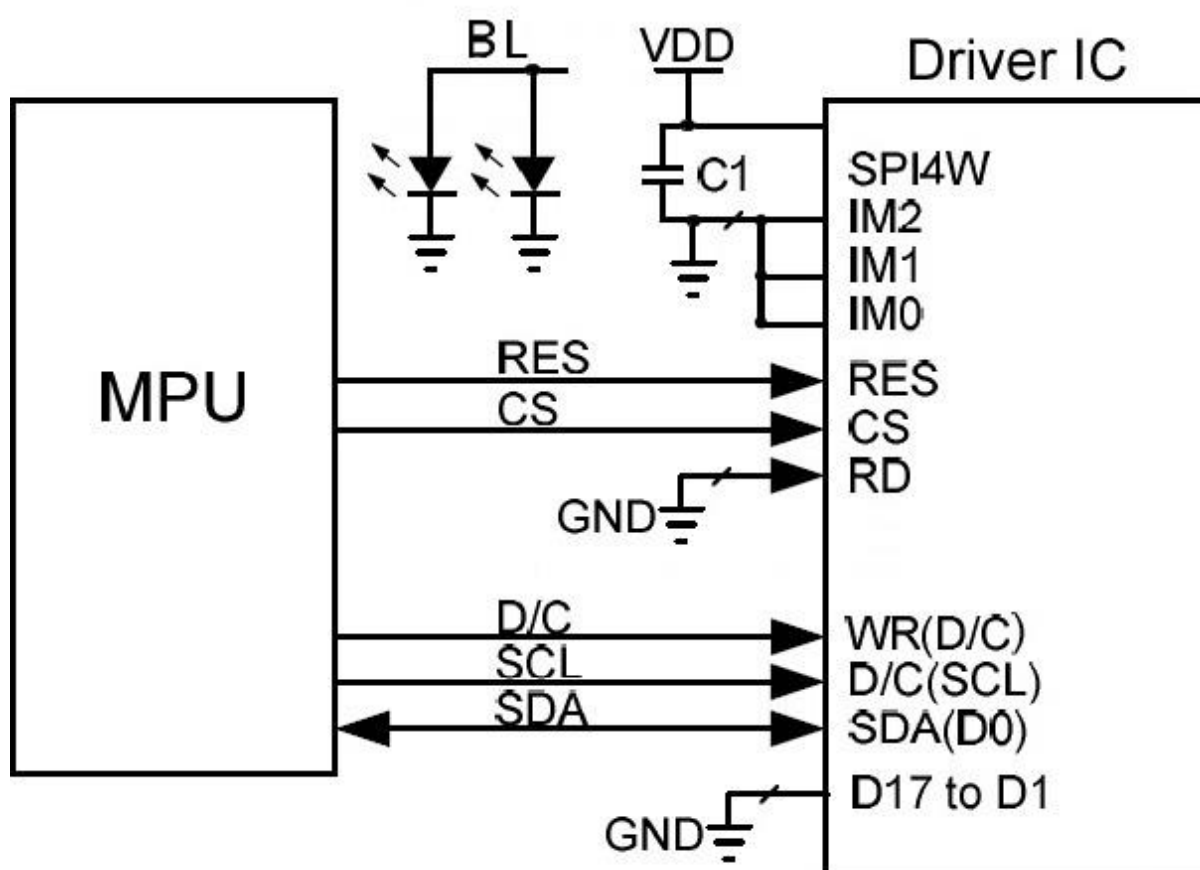 BL
VDD
Driver IC
C1
SPI4W
IM2
IM1
IM0
MPU
RES
RES
CS
CS
RD
GND
D/C
WR(D/C)
SCL
D/C(SCL)
SDA
SDA(D0)
D17 to D1
GND